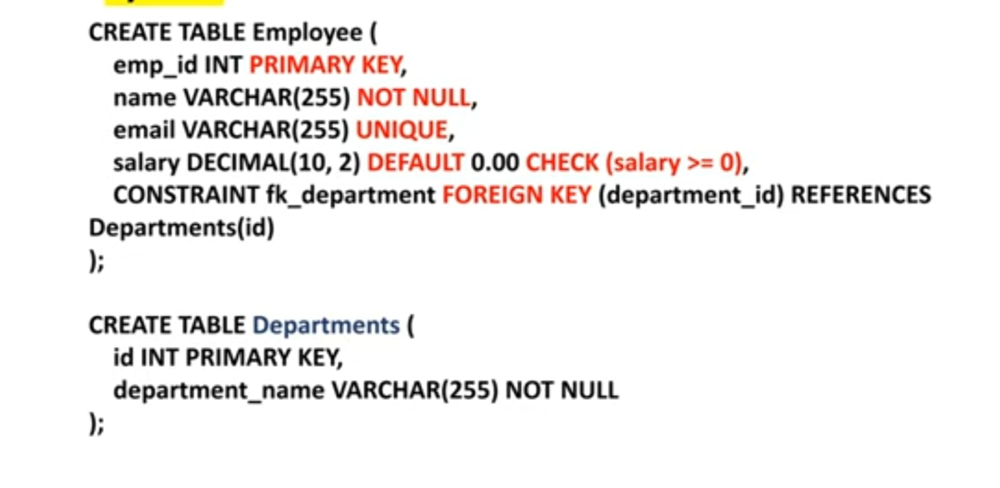 CREATE TABLE Employee (
emp_id INT PRIMARY KEY,
name VARCHAR(255) NOT NULL,
email VARCHAR(255) UNIQUE,
salary DECIMAL(10, 2) DEFAULT 0.00 CHECK (salary >= 0),
CONSTRAINT fk_department FOREIGN KEY (department_id) REFERENCES
Departments(id)
);
CREATE TABLE Departments (
id INT PRIMARY KEY,
department_name VARCHAR(255) NOT NULL
);